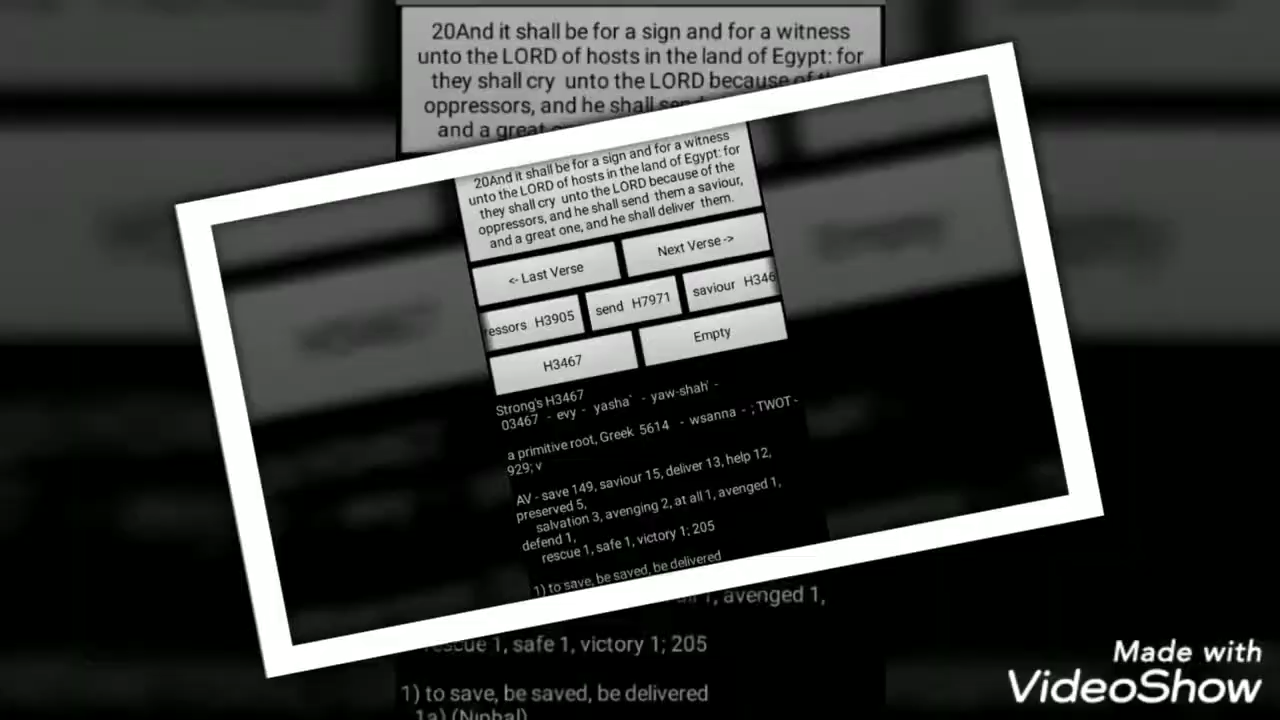 20And it shall be for a sign and for a witness
unto the LORD of hosts in the land of Egypt: for
they shall cry unto the LORD because of
oppressors, and he shall send
and a great
20And it shall be for a sign and for a witness
unto the LORD of hosts in the land of Egypt: for
they shall cry unto the LORD because of the
oppressors, and he shall send them a saviour,
and a great one, and he shall deliver them.
<- Last Verse
Next Verse ->
ressors H3905
send H7971
saviour H346
H3467
Empty
Strong's H3467
03467 - evy - yasha` - yaw-shah' -
a primitive root, Greek 5614 - wsanna - ; TWOT -
929; v
AV - save 149, saviour 15, deliver 13, help 12,
preserved 5,
salvation 3, avenging 2, at all 1, avenged 1,
defend 1,
rescue 1, safe 1, victory 1; 205
1) to save, be saved, be delivered
1, avenged 1,
rescue 1, safe 1, victory 1; 205
1) to save, be saved, be delivered
1a) (Niphal)
Made with
VideoShow